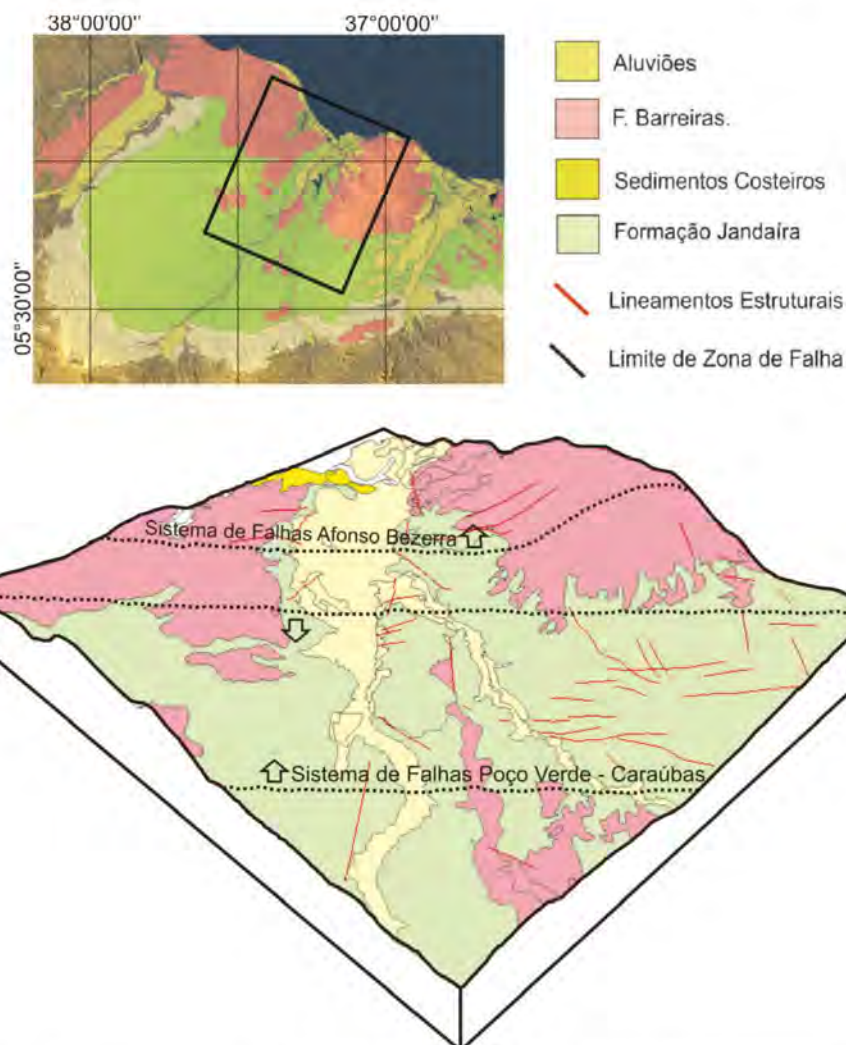 38°00'00"
37°00'00"
05°30'00"
Aluviões
F. Barreiras.
Sedimentos Costeiros
Formação Jandaíra
Lineamentos Estruturais
Limite de Zona de Falha
Sistema de Falhas Afonso Bezerra
Sistema de Falhas Poço Verde - Caraúbas